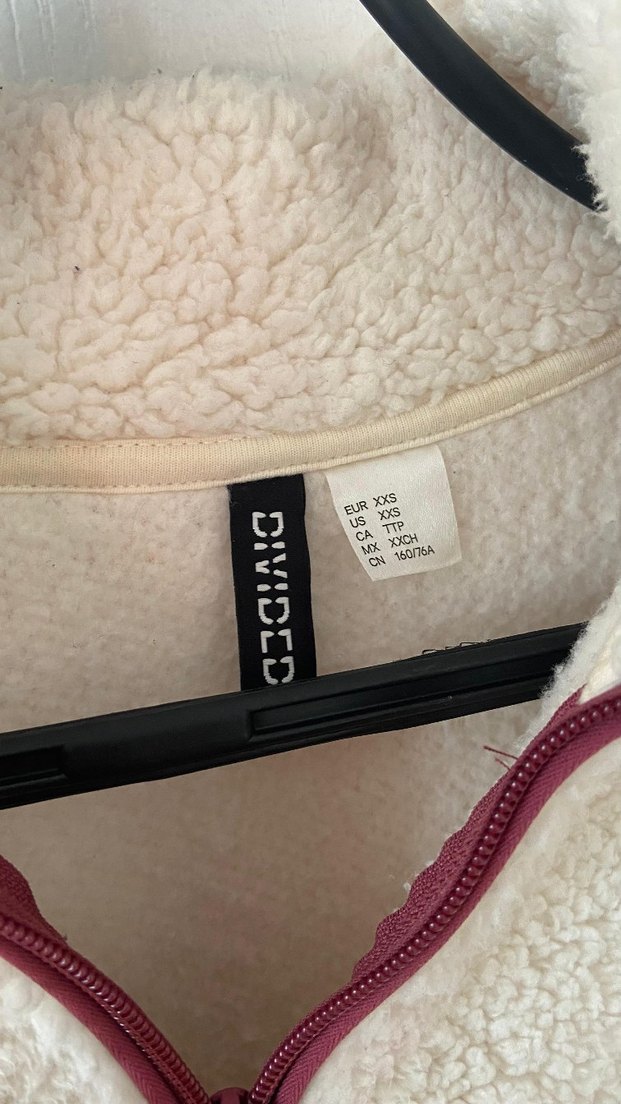 DIVIDED
EUR XXS
US XXS
CA TTP
MX XXCH
CN 160/76A